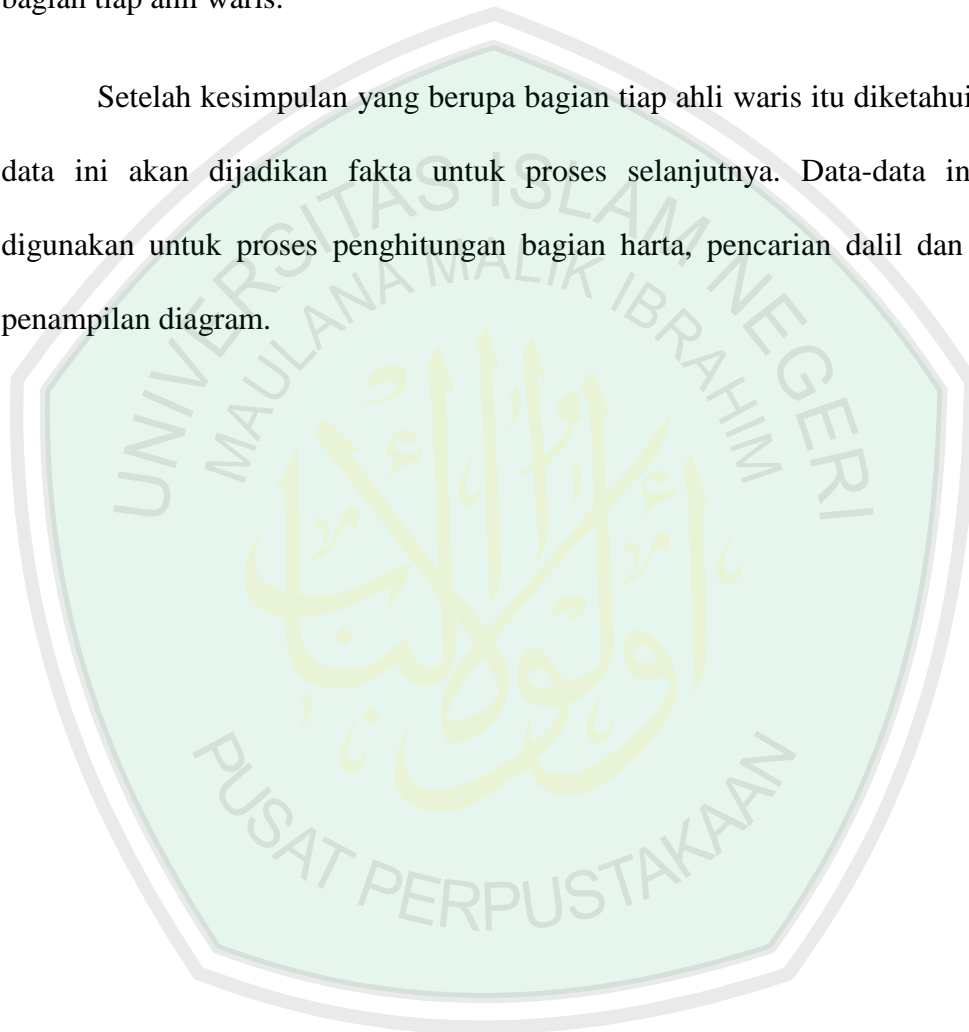 bagian tiap ahli waris.
Setelah kesimpulan yang berupa bagian tiap ahli waris itu diketahui
data ini akan dijadikan fakta untuk proses selanjutnya. Data-data in
digunakan untuk proses penghitungan bagian harta, pencarian dalil dan
penampilan diagram.
UNIVERSITAS ISLAM NEGERI
MAULANA MALIK IBRAHIM
أولوا الألباب
PUSAT PERPUSTAKAAN